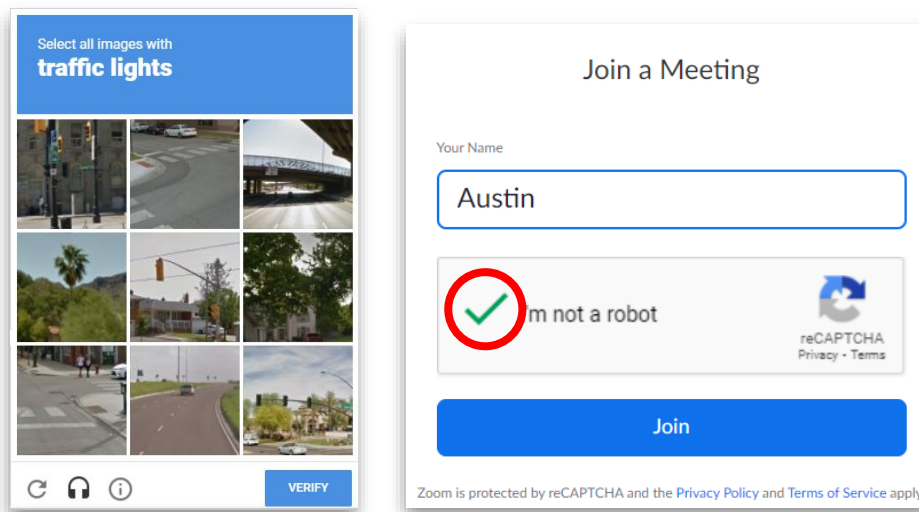 Select all images with
traffic lights
VERIFY
Join a Meeting
Your Name
Austin
'm not a robot
reCAPTCHA
Privacy - Terms
Join
Zoom is protected by reCAPTCHA and the Privacy Policy and Terms of Service apply